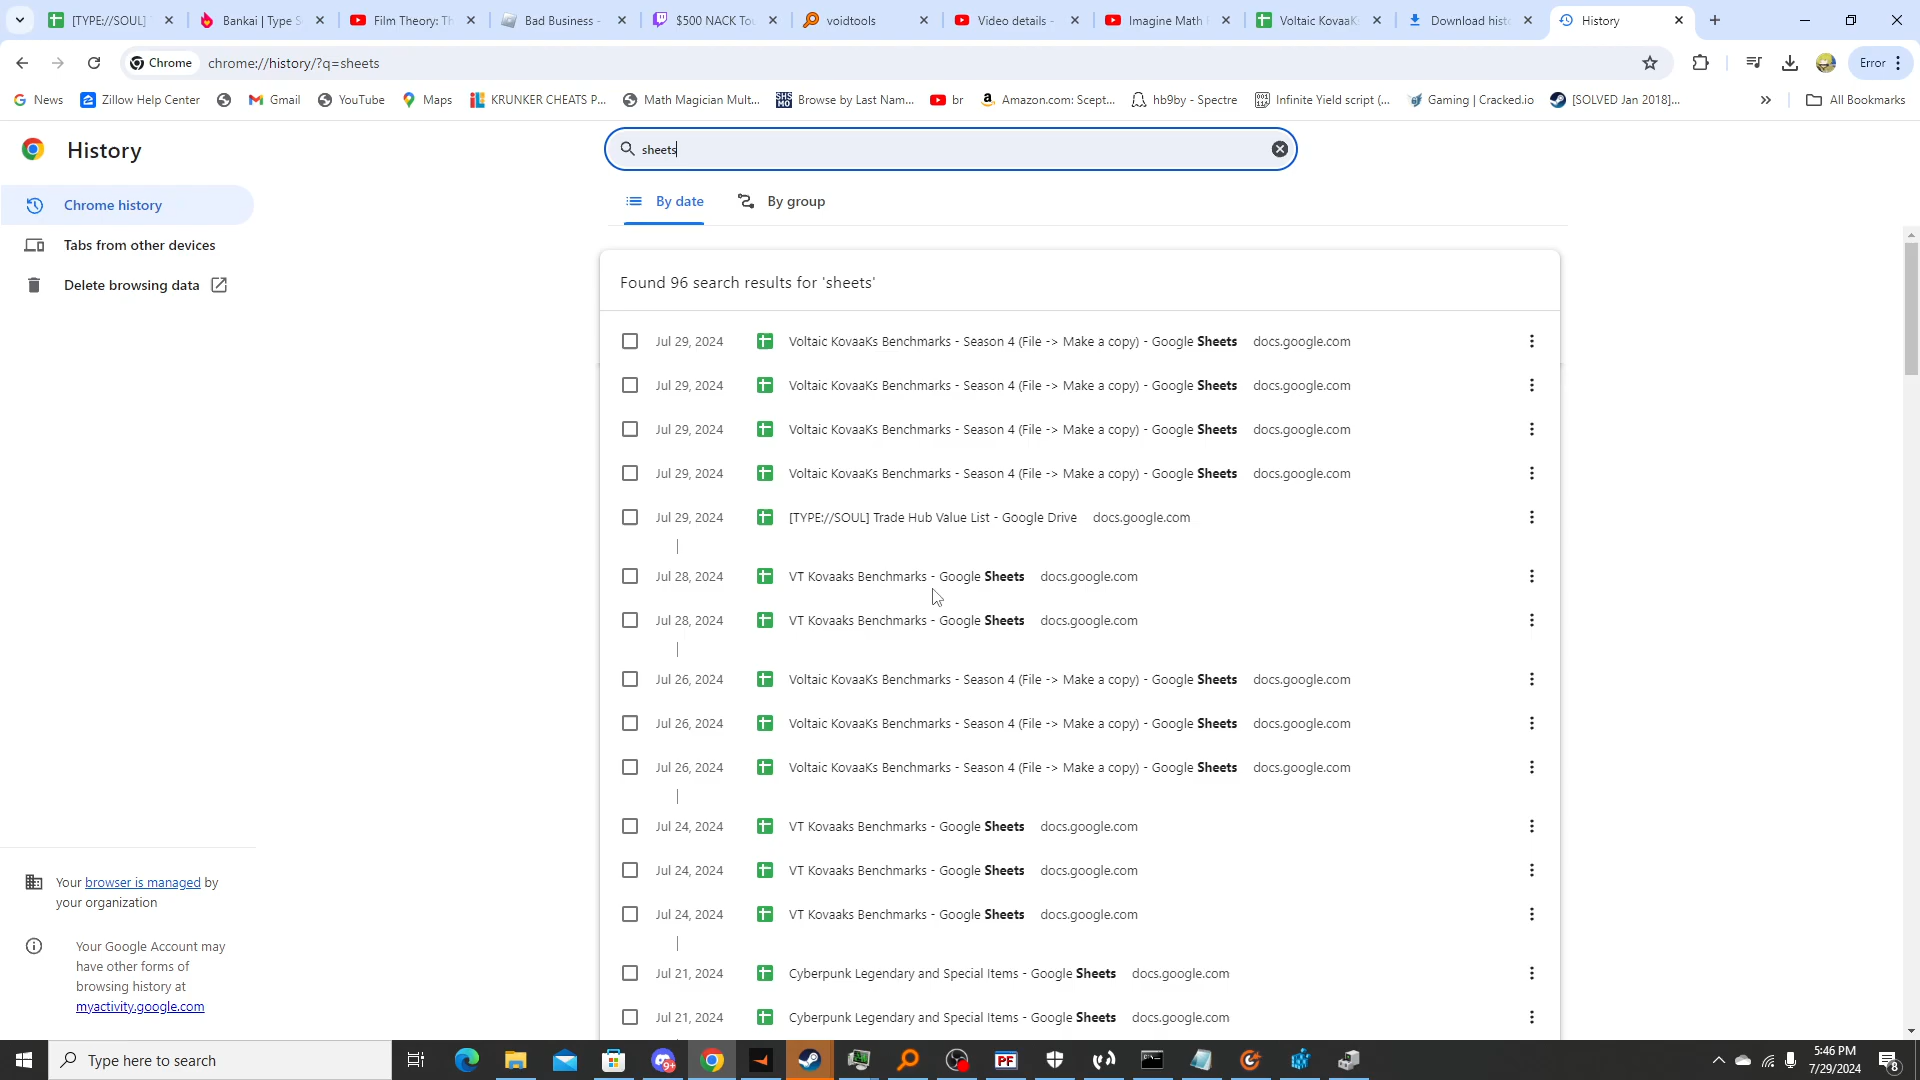 [TYPE://SOUL]
Bankai | Type S
Film Theory: Th
Bad Business -
$500 NACK Tou
voidtools
Video details -
Imagine Math
Voltaic KovaaK
Download histo
History
Chrome
chrome://history/?q=sheets
Error
News
Zillow Help Center
Gmail
YouTube
Maps
KRUNKER CHEATS P...
Math Magician Mult...
SHS
MO
Browse by Last Nam...
br
Amazon.com: Scept...
hb9by - Spectre
Infinite Yield script (...
Gaming | Cracked.io
[SOLVED Jan 2018]...
All Bookmarks
History
sheets
Chrome history
Tabs from other devices
Delete browsing data
By date
By group
Found 96 search results for 'sheets'
Jul 29, 2024 Voltaic KovaaKs Benchmarks - Season 4 (File -> Make a copy) - Google Sheets docs.google.com
Jul 29, 2024 Voltaic KovaaKs Benchmarks - Season 4 (File -> Make a copy) - Google Sheets docs.google.com
Jul 29, 2024 Voltaic KovaaKs Benchmarks - Season 4 (File -> Make a copy) - Google Sheets docs.google.com
Jul 29, 2024 Voltaic KovaaKs Benchmarks - Season 4 (File -> Make a copy) - Google Sheets docs.google.com
Jul 29, 2024 [TYPE://SOUL] Trade Hub Value List - Google Drive docs.google.com
Jul 28, 2024 VT Kovaaks Benchmarks - Google Sheets docs.google.com
Jul 28, 2024 VT Kovaaks Benchmarks - Google Sheets docs.google.com
Jul 26, 2024 Voltaic KovaaKs Benchmarks - Season 4 (File -> Make a copy) - Google Sheets docs.google.com
Jul 26, 2024 Voltaic KovaaKs Benchmarks - Season 4 (File -> Make a copy) - Google Sheets docs.google.com
Jul 26, 2024 Voltaic KovaaKs Benchmarks - Season 4 (File -> Make a copy) - Google Sheets docs.google.com
Jul 24, 2024 VT Kovaaks Benchmarks - Google Sheets docs.google.com
Jul 24, 2024 VT Kovaaks Benchmarks - Google Sheets docs.google.com
Jul 24, 2024 VT Kovaaks Benchmarks - Google Sheets docs.google.com
Jul 21, 2024 Cyberpunk Legendary and Special Items - Google Sheets docs.google.com
Jul 21, 2024 Cyberpunk Legendary and Special Items - Google Sheets docs.google.com
Your browser is managed by
your organization
Your Google Account may
have other forms of
browsing history at
myactivity.google.com
Type here to search
9+
PF
5:46 PM
7/29/2024
8